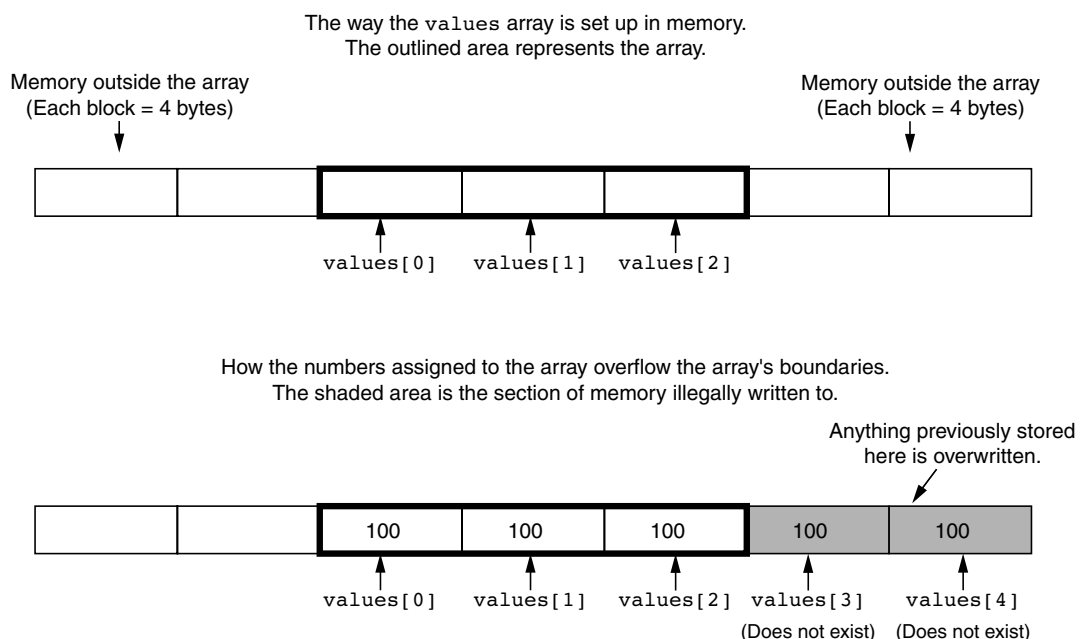 The way the values array is set up in memory.
The outlined area represents the array.
Memory outside the array
(Each block = 4 bytes)
Memory outside the array
(Each block = 4 bytes)
values[0]
values[1]
values[2]
How the numbers assigned to the array overflow the array's boundaries.
The shaded area is the section of memory illegally written to.
Anything previously stored
here is overwritten.
100
100
100
100
100
values[0]
values[1]
values[2]
values[3]
values[4]
(Does not exist)
(Does not exist)